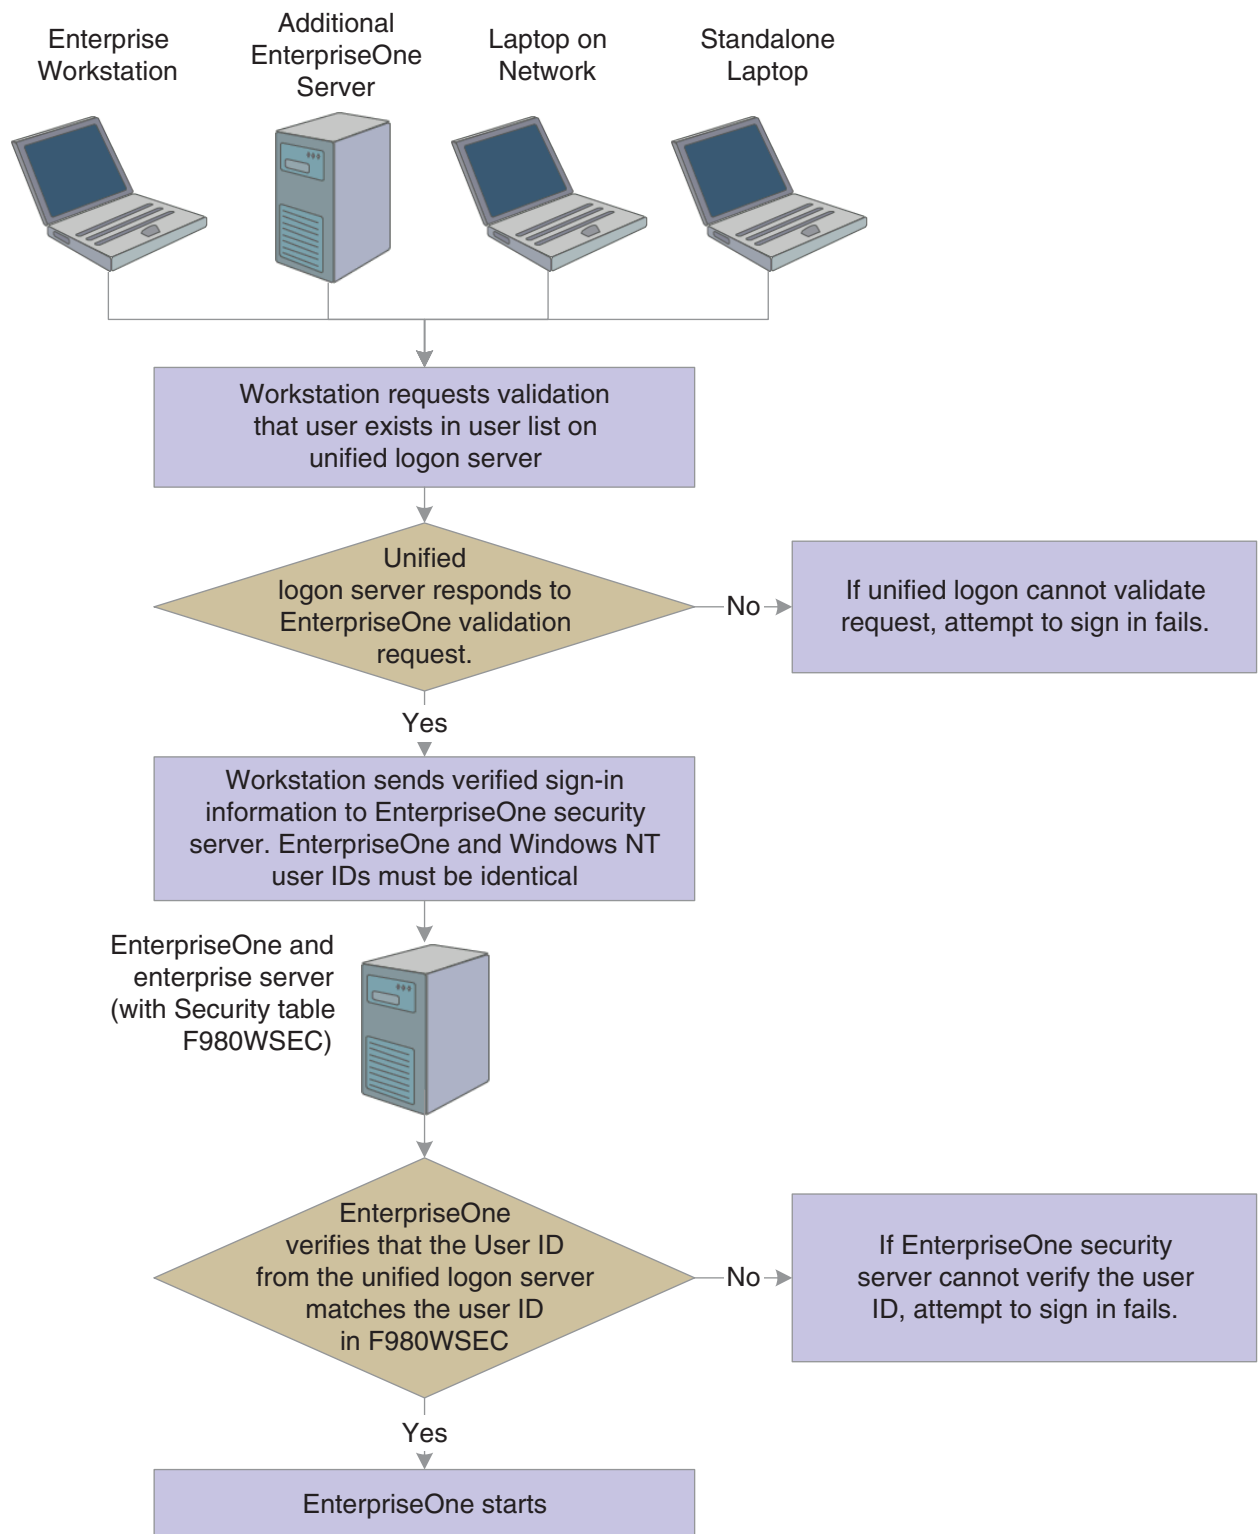 Enterprise
Workstation
Additional
EnterpriseOne
Server
Laptop on
Network
Standalone
Laptop
Workstation requests validation
that user exists in user list on
unified logon server
Unified
logon server responds to
EnterpriseOne validation
request.
No
If unified logon cannot validate
request, attempt to sign in fails.
Yes
Workstation sends verified sign-in
information to EnterpriseOne security
server. EnterpriseOne and Windows NT
user IDs must be identical
EnterpriseOne and
enterprise server
(with Security table
F980WSEC)
EnterpriseOne
verifies that the User ID
from the unified logon server
matches the user ID
in F980WSEC
No
If EnterpriseOne security
server cannot verify the user
ID, attempt to sign in fails.
Yes
EnterpriseOne starts